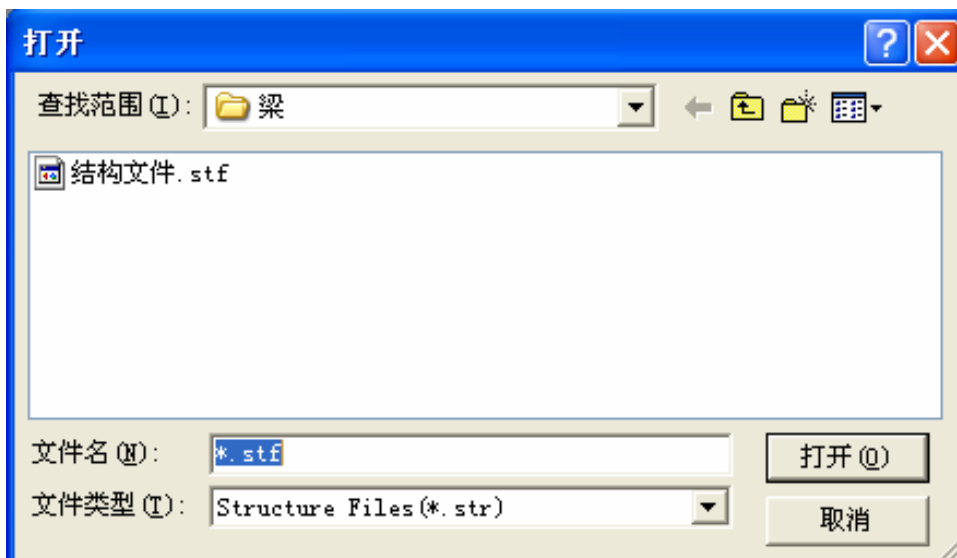 打开
查找范围(I): 梁
结构文件.stf
文件名(N): *.stf 打开(O)
文件类型(T): Structure Files(*.str) 取消